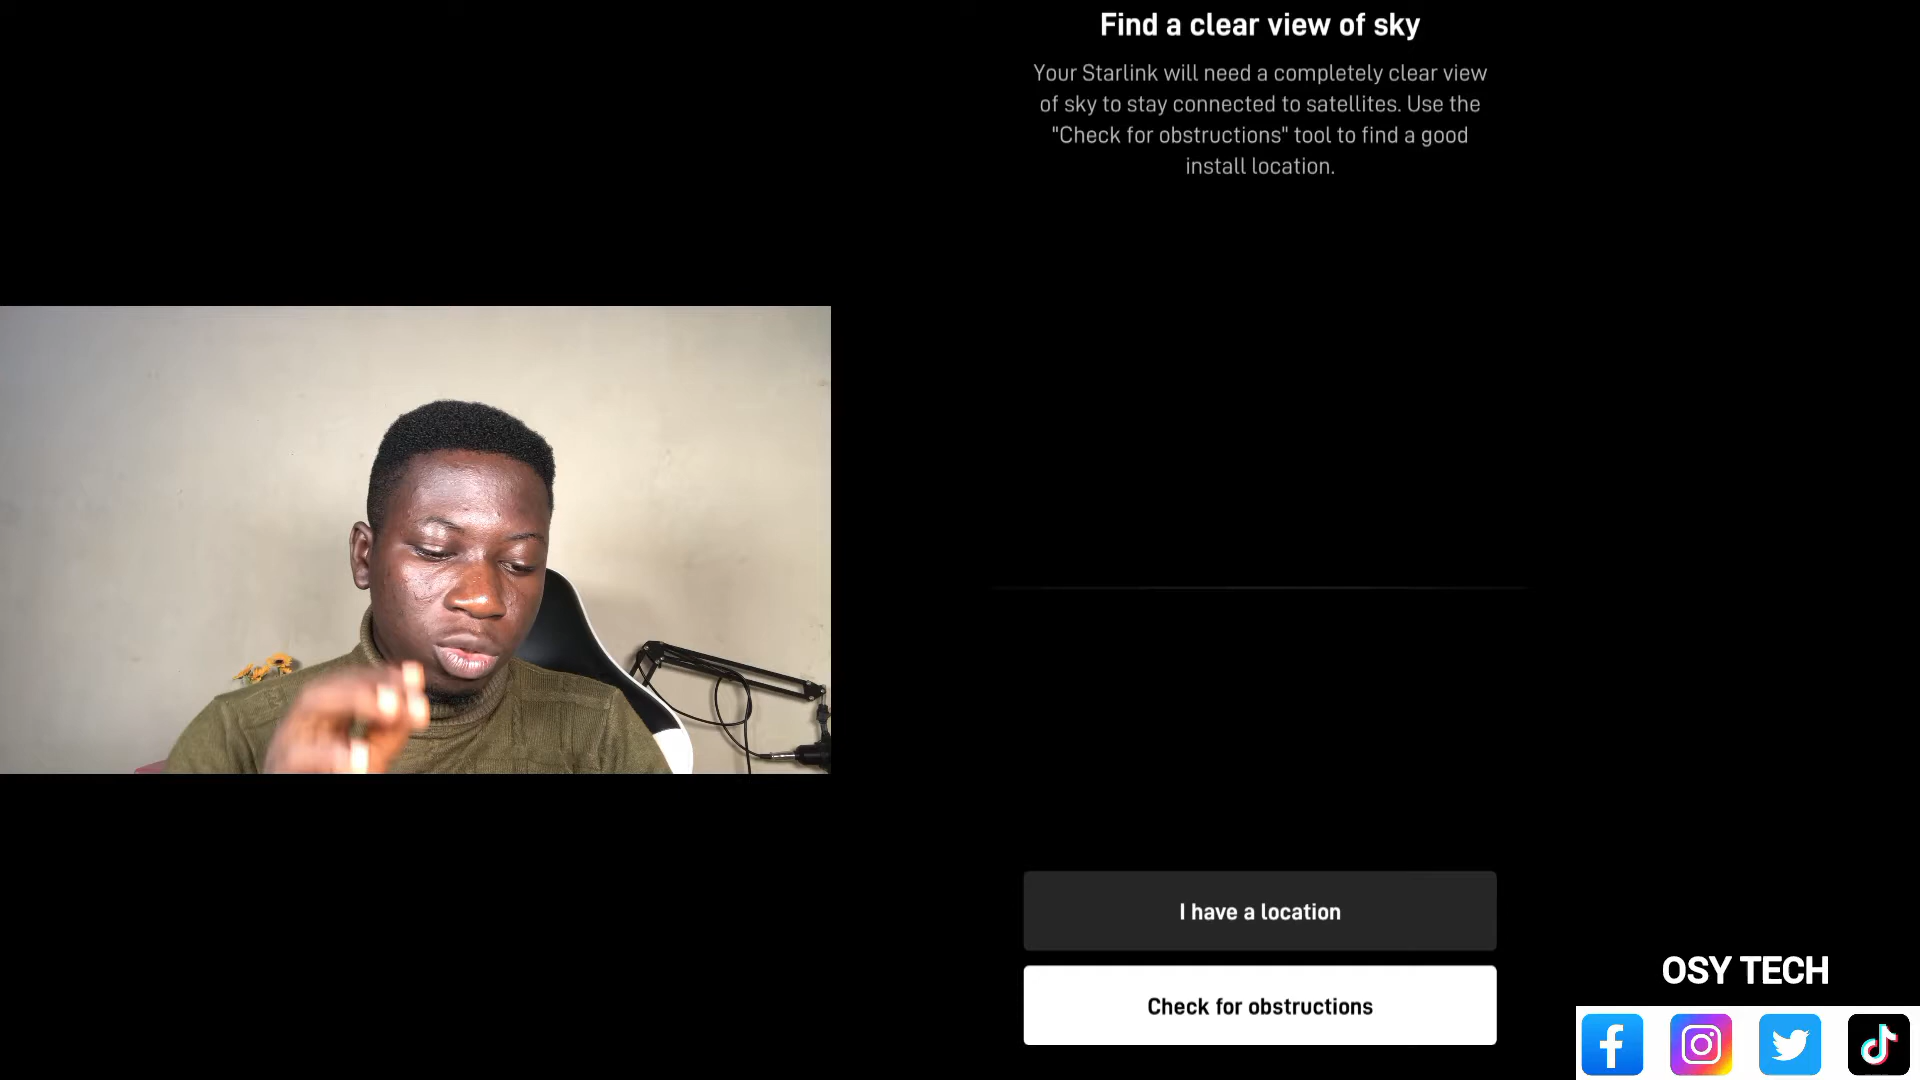 Find a clear view of sky
Your Starlink will need a completely clear view
of sky to stay connected to satellites. Use the
"Check for obstructions" tool to find a good
install location.
I have a location
Check for obstructions
OSY TECH